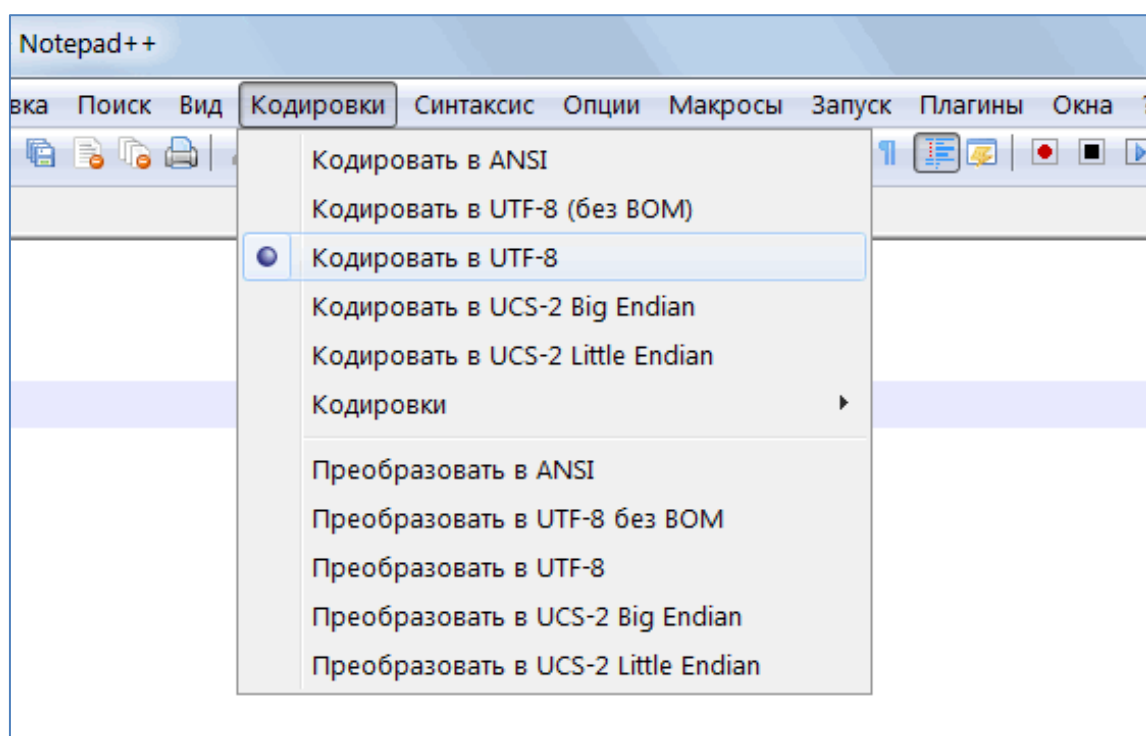 Notepad++
вка Поиск Вид Кодировки Синтаксис Опции Макросы Запуск Плагины Окна
Кодировать в ANSI
Кодировать в UTF-8 (без BOM)
Кодировать в UTF-8
Кодировать в UCS-2 Big Endian
Кодировать в UCS-2 Little Endian
Кодировки
Преобразовать в ANSI
Преобразовать в UTF-8 без BOM
Преобразовать в UTF-8
Преобразовать в UCS-2 Big Endian
Преобразовать в UCS-2 Little Endian